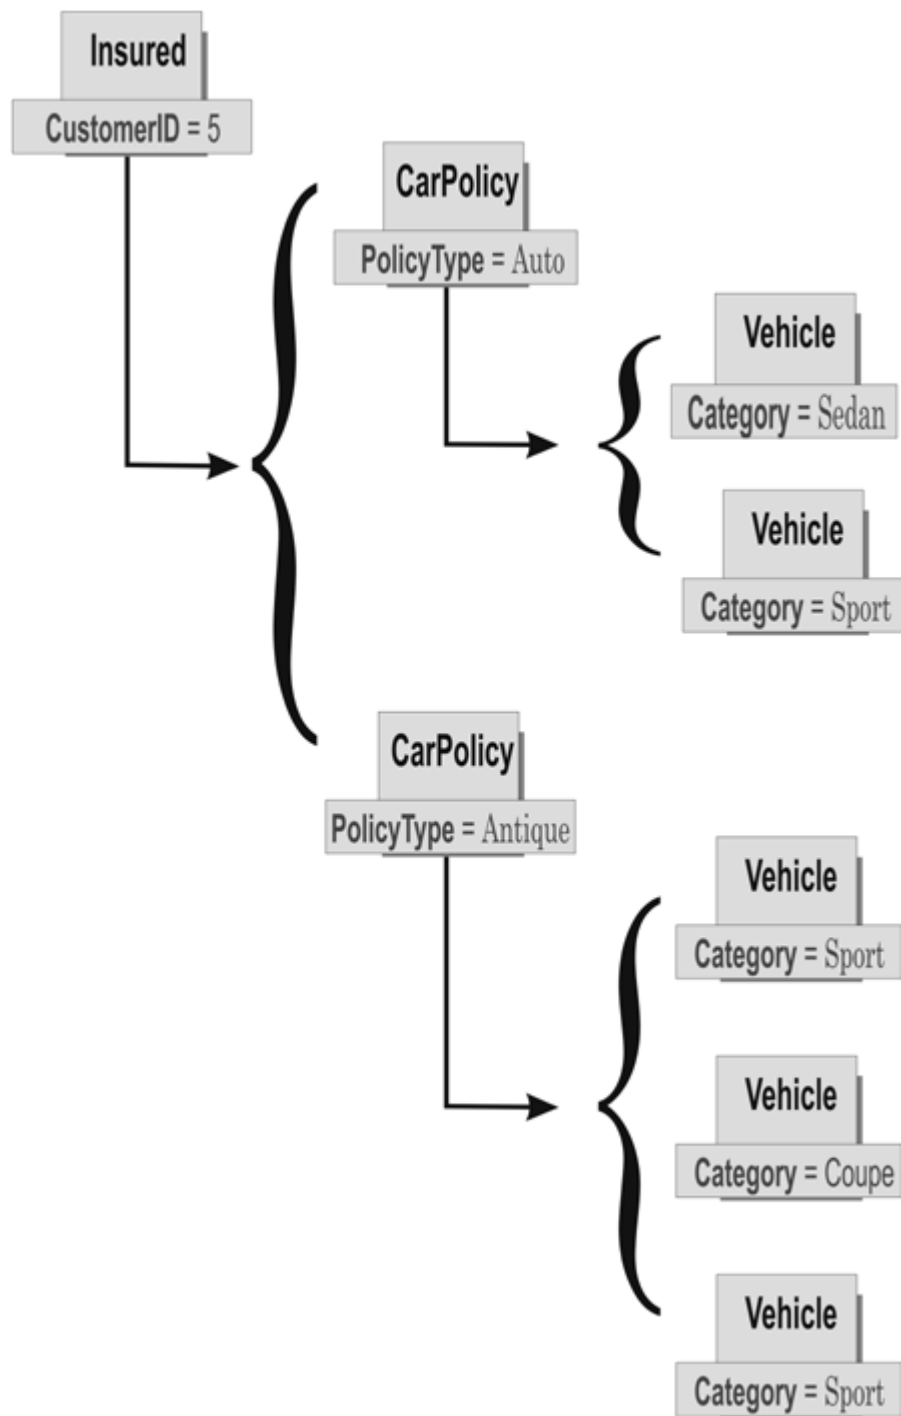 Insured
CustomerID = 5
CarPolicy
PolicyType = Auto
Vehicle
Category = Sedan
Vehicle
Category = Sport
CarPolicy
PolicyType = Antique
Vehicle
Category = Sport
Vehicle
Category = Coupe
Vehicle
Category = Sport